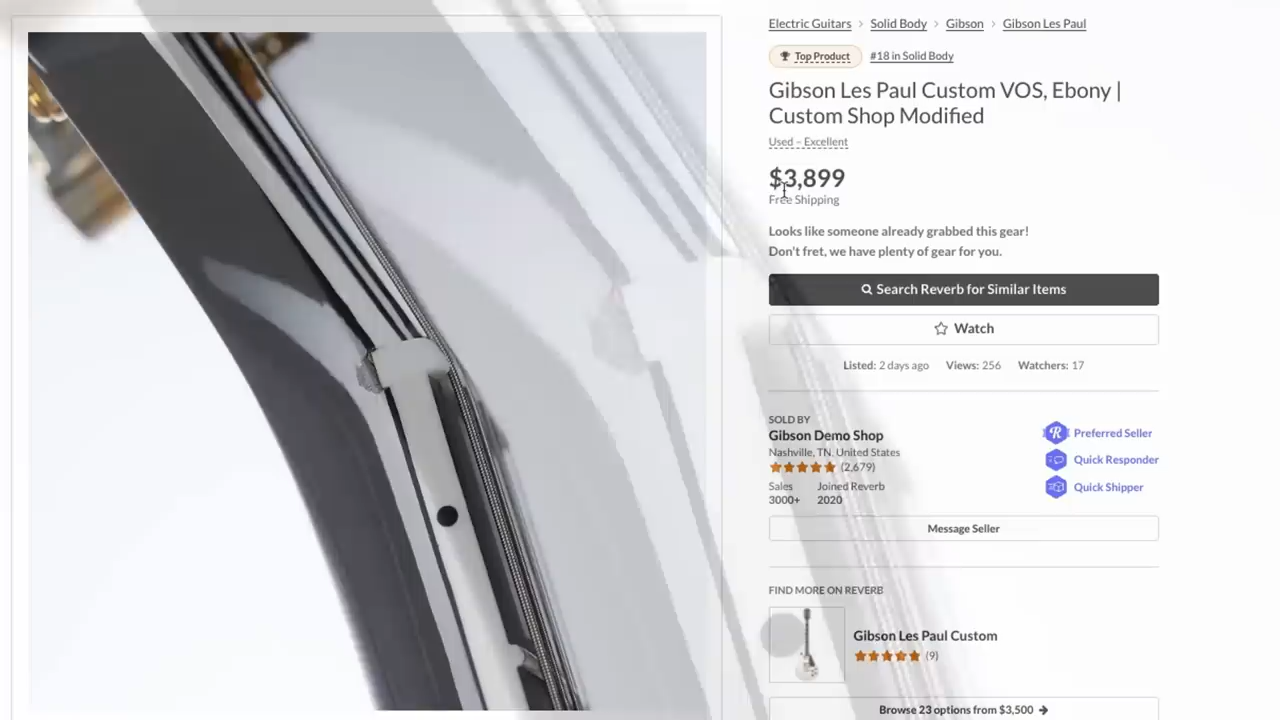 Electric Guitars > Solid Body > Gibson > Gibson Les Paul
Top Product #18 in Solid Body
Gibson Les Paul Custom VOS, Ebony |
Custom Shop Modified
Used – Excellent
$3,899
Free Shipping
Looks like someone already grabbed this gear!
Don't fret, we have plenty of gear for you.
Search Reverb for Similar Items
Watch
Listed: 2 days ago Views: 256 Watchers: 17
SOLD BY
Gibson Demo Shop
Nashville, TN, United States
(2,679)
Sales Joined Reverb
3000+ 2020
Preferred Seller
Quick Responder
Quick Shipper
Message Seller
FIND MORE ON REVERB
Gibson Les Paul Custom
(9)
Browse 23 options from $3,500 →